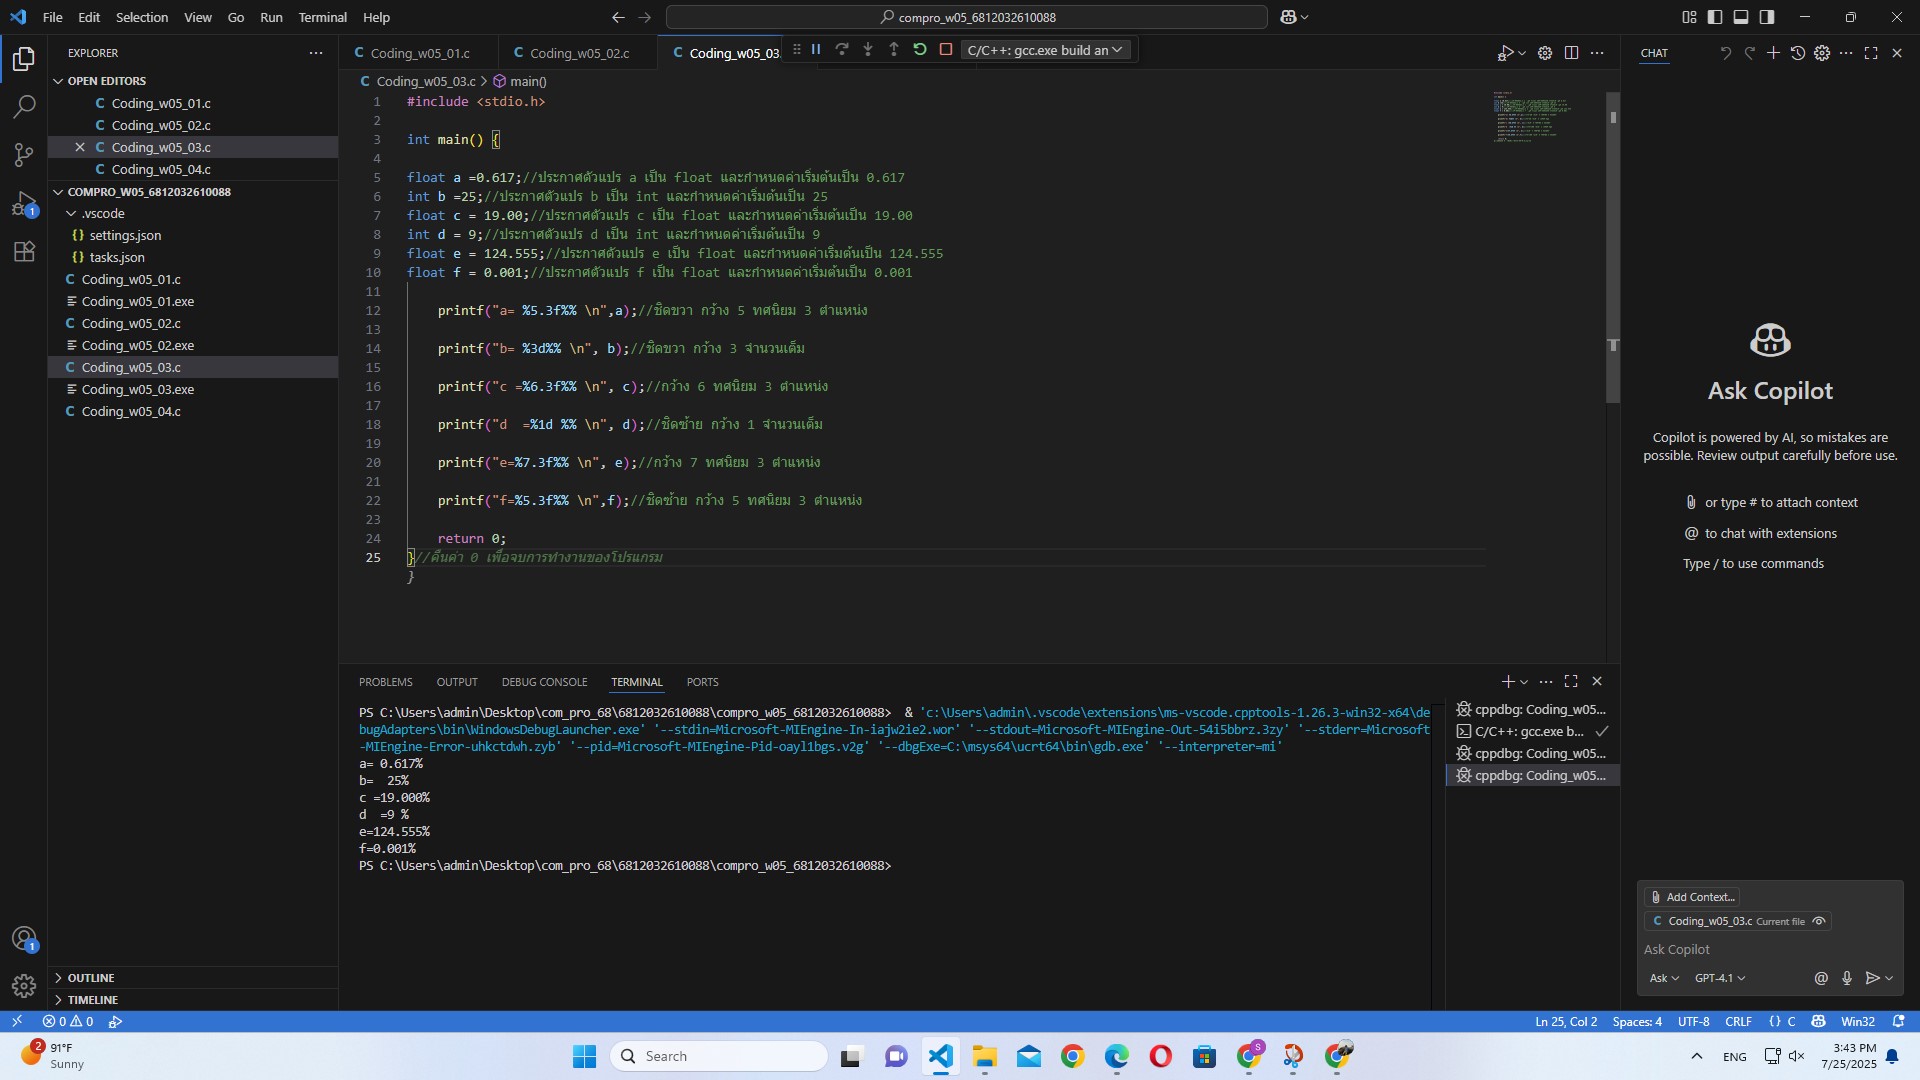 File Edit Selection View Go Run Terminal Help
compro_w05_6812032610088
EXPLORER
OPEN EDITORS
Coding_w05_01.c
Coding_w05_02.c
Coding_w05_03.c
Coding_w05_04.c
COMPRO_W05_6812032610088
.vscode
settings.json
tasks.json
Coding_w05_01.c
Coding_w05_01.exe
Coding_w05_02.c
Coding_w05_02.exe
Coding_w05_03.c
Coding_w05_03.exe
Coding_w05_04.c
OUTLINE
TIMELINE
Coding_w05_01.c Coding_w05_02.c Coding_w05_03. C/C++: gcc.exe build an
Coding_w05_03.c > main()
1 #include <stdio.h>
2
3 int main() {
4
5 float a =0.617;//ประกาศตัวแปร a เป็น float และกำหนดค่าเริ่มต้นเป็น 0.617
6 int b =25;//ประกาศตัวแปร b เป็น int และกำหนดค่าเริ่มต้นเป็น 25
7 float c = 19.00;//ประกาศตัวแปร c เป็น float และกำหนดค่าเริ่มต้นเป็น 19.00
8 int d = 9;//ประกาศตัวแปร d เป็น int และกำหนดค่าเริ่มต้นเป็น 9
9 float e = 124.555;//ประกาศตัวแปร e เป็น float และกำหนดค่าเริ่มต้นเป็น 124.555
10 float f = 0.001;//ประกาศตัวแปร f เป็น float และกำหนดค่าเริ่มต้นเป็น 0.001
11
12 printf("a= %5.3f%% \n",a);//ชิดขวา กว้าง 5 ทศนิยม 3 ตำแหน่ง
13
14 printf("b= %3d%% \n", b);//ชิดขวา กว้าง 3 จำนวนเต็ม
15
16 printf("c =%6.3f%% \n", c);//กว้าง 6 ทศนิยม 3 ตำแหน่ง
17
18 printf("d  =%1d %% \n", d);//ชิดซ้าย กว้าง 1 จำนวนเต็ม
19
20 printf("e=%7.3f%% \n", e);//กว้าง 7 ทศนิยม 3 ตำแหน่ง
21
22 printf("f=%5.3f%% \n",f);//ชิดซ้าย กว้าง 5 ทศนิยม 3 ตำแหน่ง
23
24 return 0;
25 }//คืนค่า 0 เพื่อจบการทำงานของโปรแกรม
}
PROBLEMS OUTPUT DEBUG CONSOLE TERMINAL PORTS
PS C:\Users\admin\Desktop\com_pro_68\6812032610088\compro_w05_6812032610088>  & 'c:\Users\admin\.vscode\extensions\ms-vscode.cpptools-1.26.3-win32-x64\de
bugAdapters\bin\WindowsDebugLauncher.exe' '--stdin=Microsoft-MIEngine-In-iajw2ie2.wor' '--stdout=Microsoft-MIEngine-Out-54i5bbrz.3zy' '--stderr=Microsoft
-MIEngine-Error-uhkctdwh.zyb' '--pid=Microsoft-MIEngine-Pid-oayl1bgs.v2g' '--dbgExe=C:\msys64\ucrt64\bin\gdb.exe' '--interpreter=mi'
a= 0.617%
b=  25%
c =19.000%
d  =9 %
e=124.555%
f=0.001%
PS C:\Users\admin\Desktop\com_pro_68\6812032610088\compro_w05_6812032610088>
cppdbg: Coding_w05...
C/C++: gcc.exe b...
cppdbg: Coding_w05...
cppdbg: Coding_w05...
CHAT
Ask Copilot
Copilot is powered by AI, so mistakes are
possible. Review output carefully before use.
or type # to attach context
@ to chat with extensions
Type / to use commands
Add Context...
Coding_w05_03.c Current file
Ask Copilot
Ask GPT-4.1
0 0 Ln 25, Col 2 Spaces: 4 UTF-8 CRLF {} C Win32
2 91°F
Sunny
Search
ENG
3:43 PM
7/25/2025